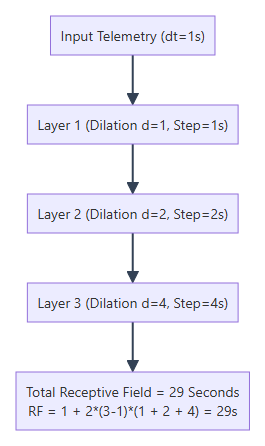 Input Telemetry (dt=1s)
Layer 1 (Dilation d=1, Step=1s)
Layer 2 (Dilation d=2, Step=2s)
Layer 3 (Dilation d=4, Step=4s)
Total Receptive Field = 29 Seconds
RF = 1 + 2*(3-1)*(1 + 2 + 4) = 29s